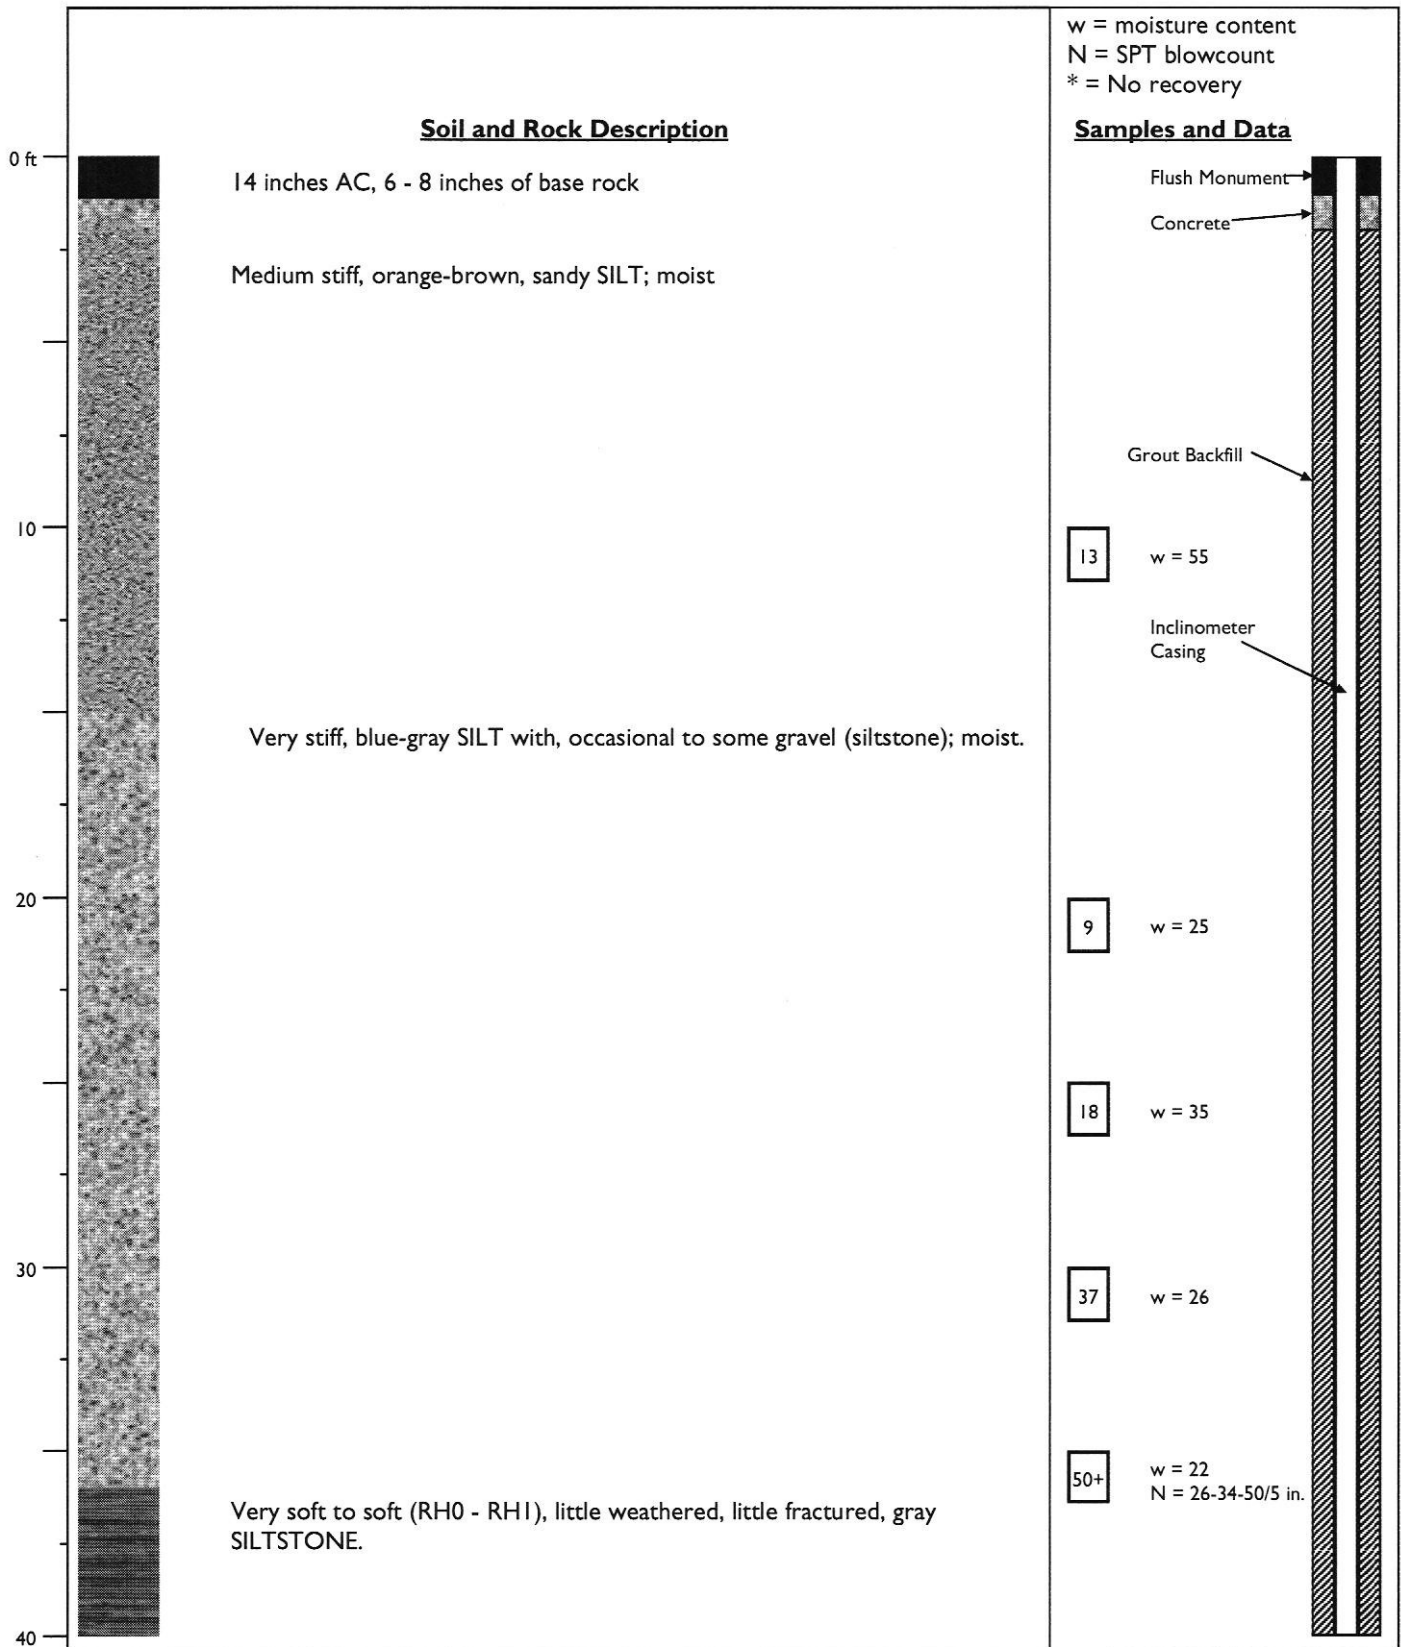 w = moisture content
N = SPT blowcount
* = No recovery
Soil and Rock Description
Samples and Data
0 ft
14 inches AC, 6 - 8 inches of base rock
Flush Monument
Concrete
Medium stiff, orange-brown, sandy SILT; moist
Grout Backfill
10
13
w = 55
Inclinometer
Casing
Very stiff, blue-gray SILT with, occasional to some gravel (siltstone); moist.
20
9
w = 25
18
w = 35
30
37
w = 26
50+
w = 22
N = 26-34-50/5 in.
Very soft to soft (RH0 - RH1), little weathered, little fractured, gray
SILTSTONE.
40